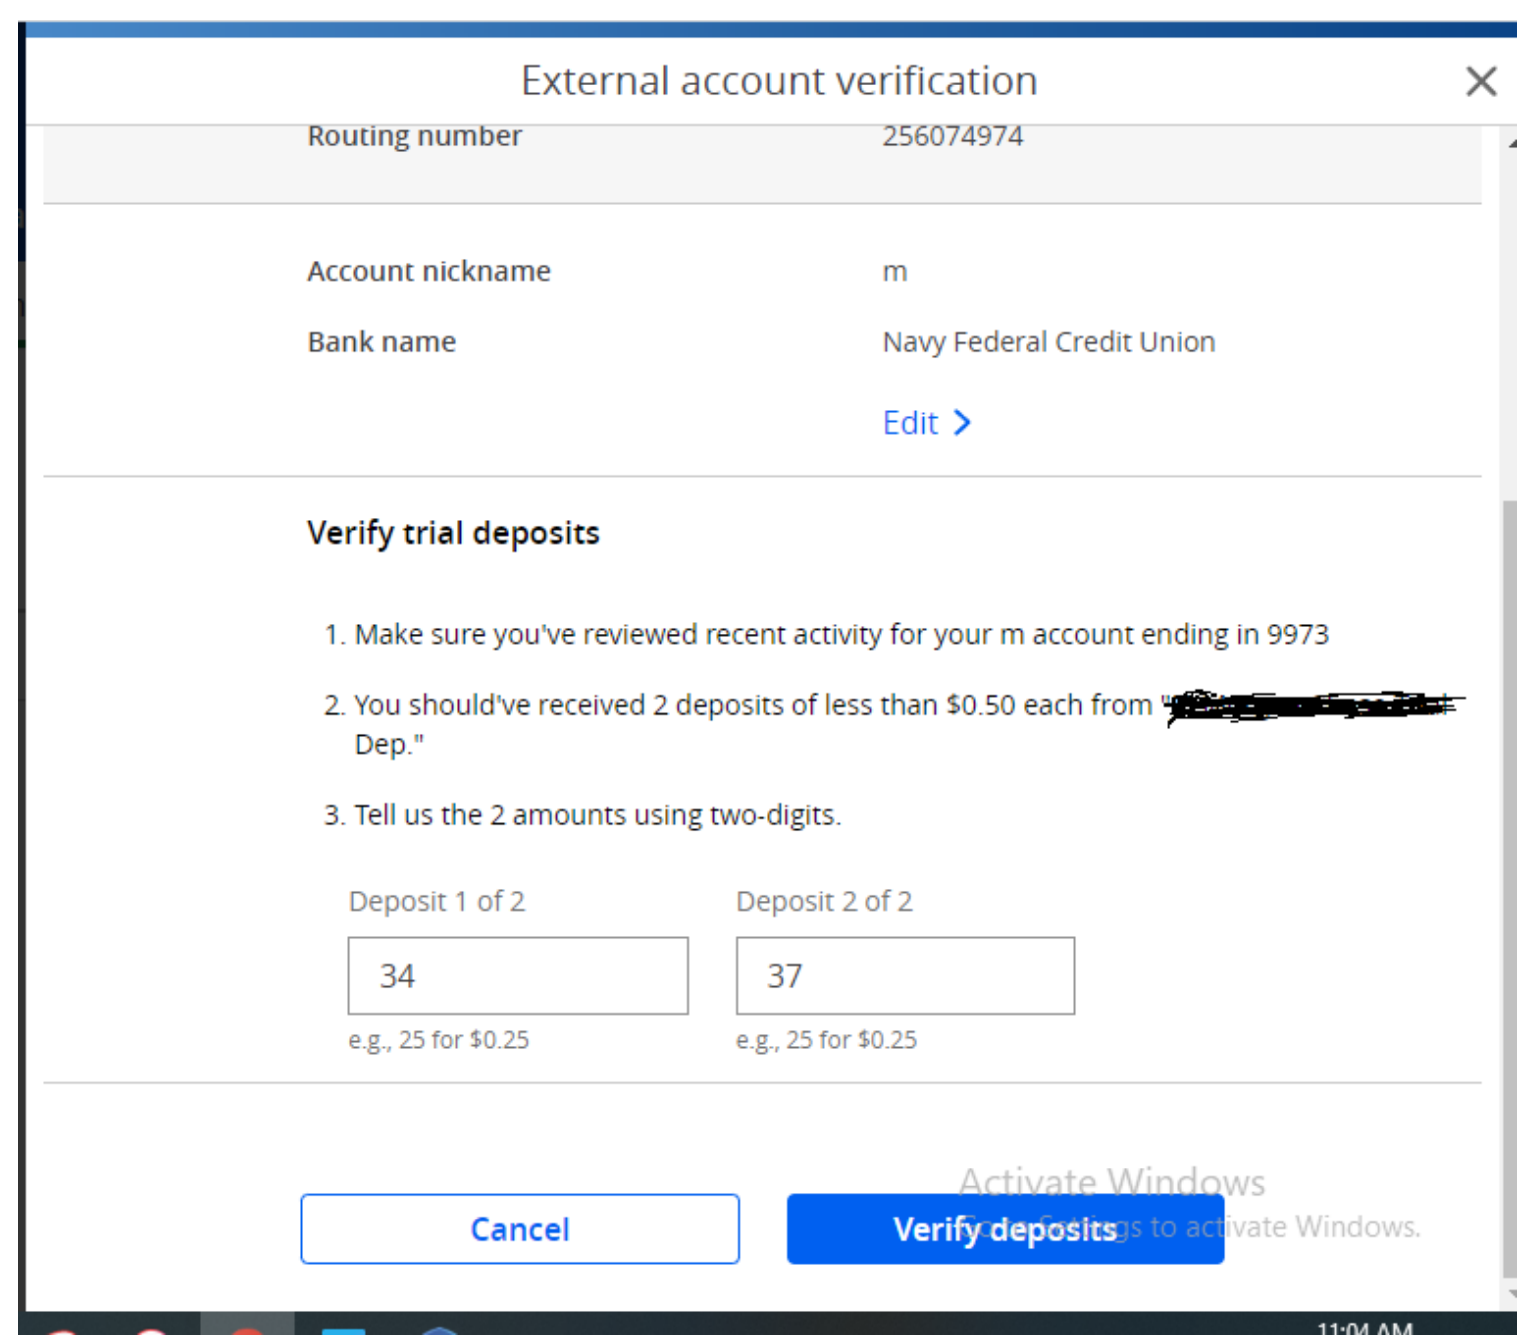 External account verification
Routing number 256074974
Account nickname m
Bank name Navy Federal Credit Union
Edit
Verify trial deposits
1. Make sure you've reviewed recent activity for your m account ending in 9973
2. You should've received 2 deposits of less than $0.50 each from "
Dep."
3. Tell us the 2 amounts using two-digits.
Deposit 1 of 2 Deposit 2 of 2
34 37
e.g., 25 for $0.25 e.g., 25 for $0.25
Activate Windows
Go to Settings to activate Windows.
Cancel Verify deposits
11:04 AM